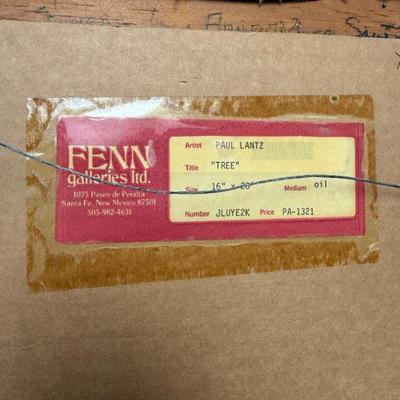 FENN
galleries ltd.
1075 Paseo de Peralta
Santa Fe, New Mexico 87501
505-982-4631
Artist PAUL LANTZ
Title "TREE"
Size 16" x 20" Medium oil
Number JLUYE2K Price PA-1321